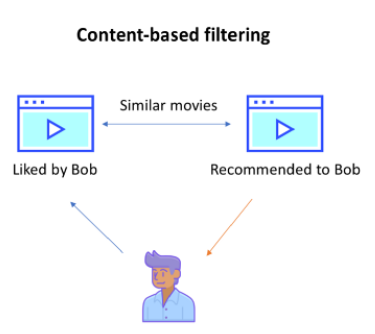 Content-based filtering
Similar movies
Liked by Bob
Recommended to Bob